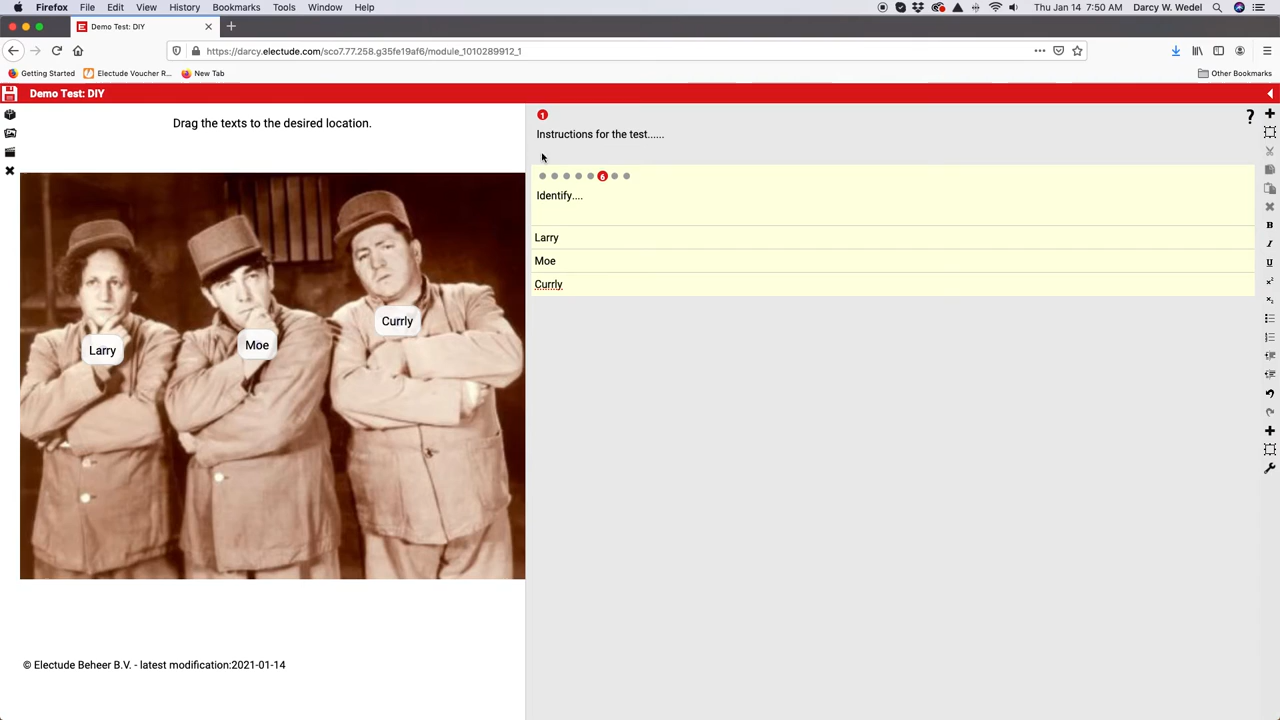 Firefox File Edit View History Bookmarks Tools Window Help Thu Jan 14 7:50 AM Darcy W. Wedel
Demo Test: DIY
https://darcy.electude.com/sco7.77.258.g35fe19af6/module_1010289912_1
Getting Started Electude Voucher R... New Tab Other Bookmarks
Demo Test: DIY
Drag the texts to the desired location.
Larry
Moe
Currly
© Electude Beheer B.V. - latest modification:2021-01-14
1
?
Instructions for the test......
6
Identify....
Larry
Moe
Currly
B
I
U
x²
x₂